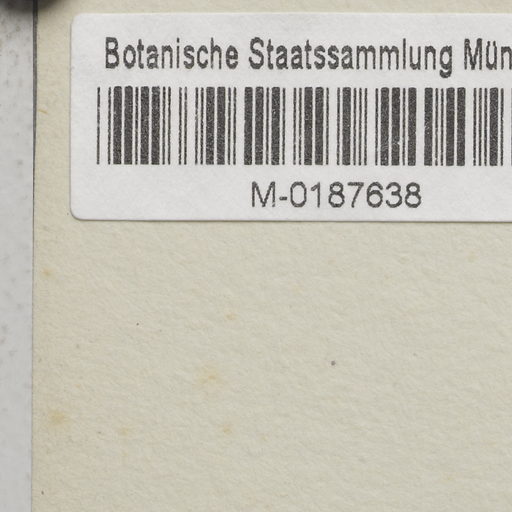 Botanische Staatssammlung Mün
M-0187638